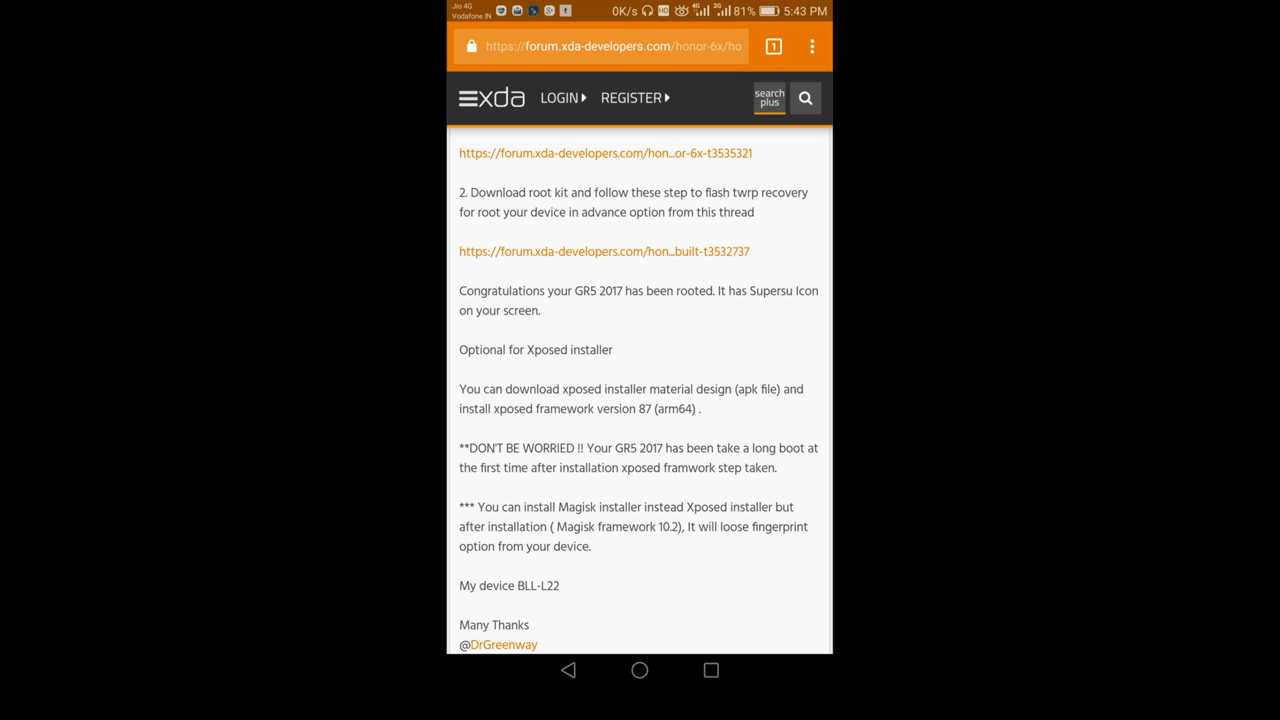 Jio 4G
Vodafone IN
0K/s HD 4G 2G 81% 5:43 PM
https://forum.xda-developers.com/honor-6x/ho
1
xda LOGIN REGISTER search plus
https://forum.xda-developers.com/hon...or-6x-t3535321
2. Download root kit and follow these step to flash twrp recovery
for root your device in advance option from this thread
https://forum.xda-developers.com/hon...built-t3532737
Congratulations your GR5 2017 has been rooted. It has Supersu Icon
on your screen.
Optional for Xposed installer
You can download xposed installer material design (apk file) and
install xposed framework version 87 (arm64) .
**DON'T BE WORRIED !! Your GR5 2017 has been take a long boot at
the first time after installation xposed framwork step taken.
*** You can install Magisk installer instead Xposed installer but
after installation ( Magisk framework 10.2), It will loose fingerprint
option from your device.
My device BLL-L22
Many Thanks
@DrGreenway